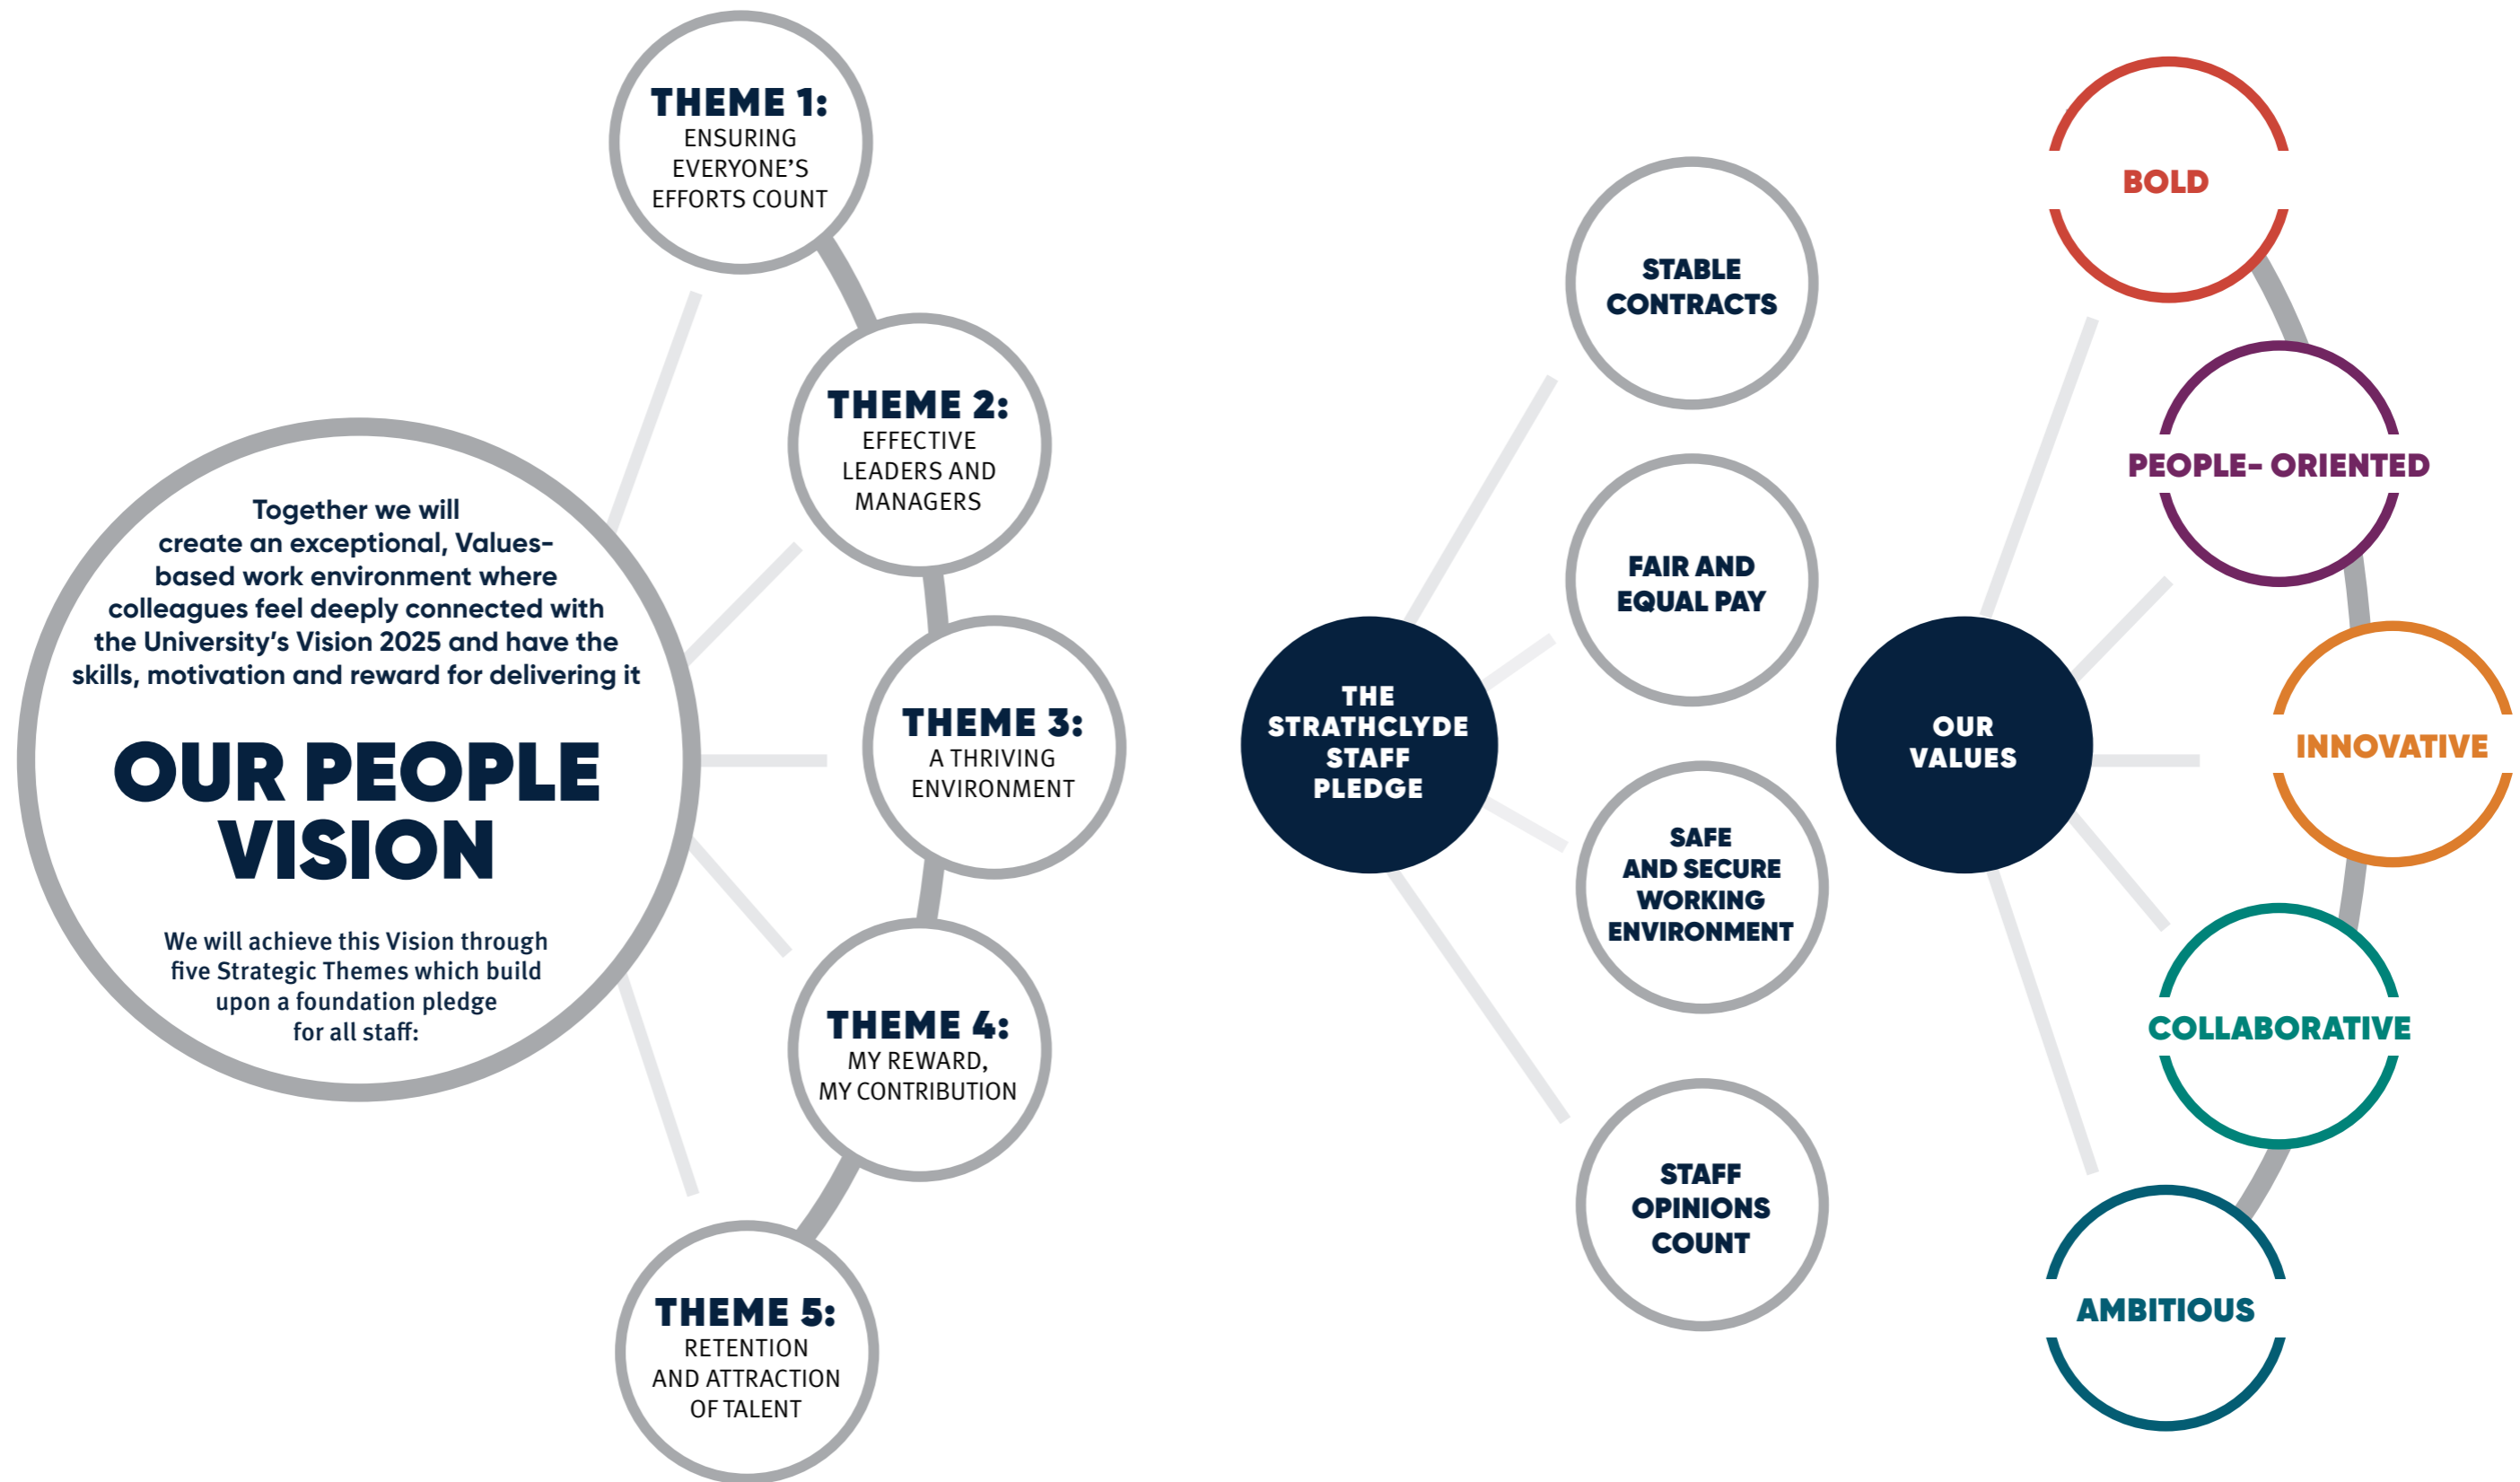 Together we will
create an exceptional, Values-
based work environment where
colleagues feel deeply connected with
the University’s Vision 2025 and have the
skills, motivation and reward for delivering it
OUR PEOPLE
VISION
We will achieve this Vision through
five Strategic Themes which build
upon a foundation pledge
for all staff:
THEME 1:
ENSURING
EVERYONE’S
EFFORTS COUNT
THEME 2:
EFFECTIVE
LEADERS AND
MANAGERS
THEME 3:
A THRIVING
ENVIRONMENT
THEME 4:
MY REWARD,
MY CONTRIBUTION
THEME 5:
RETENTION
AND ATTRACTION
OF TALENT
THE
STRATHCLYDE
STAFF
PLEDGE
STABLE
CONTRACTS
FAIR AND
EQUAL PAY
SAFE
AND SECURE
WORKING
ENVIRONMENT
STAFF
OPINIONS
COUNT
OUR
VALUES
BOLD
PEOPLE- ORIENTED
INNOVATIVE
COLLABORATIVE
AMBITIOUS